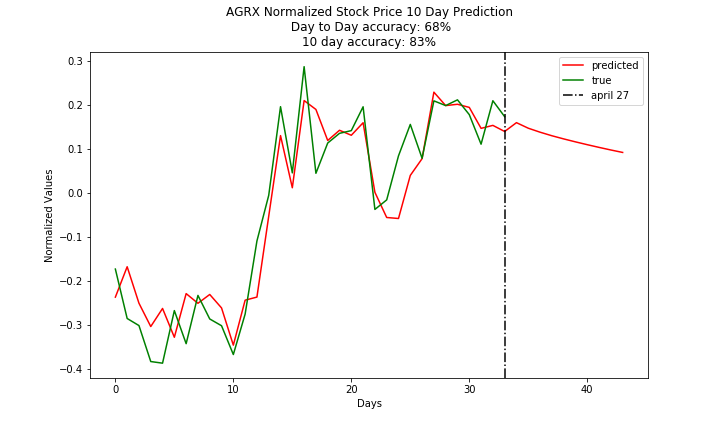 AGRX Normalized Stock Price 10 Day Prediction
Day to Day accuracy: 68%
10 day accuracy: 83%
predicted
true
april 27
Normalized Values
0.3
0.2
0.1
0.0
−0.1
−0.2
−0.3
−0.4
0 10 20 30 40
Days